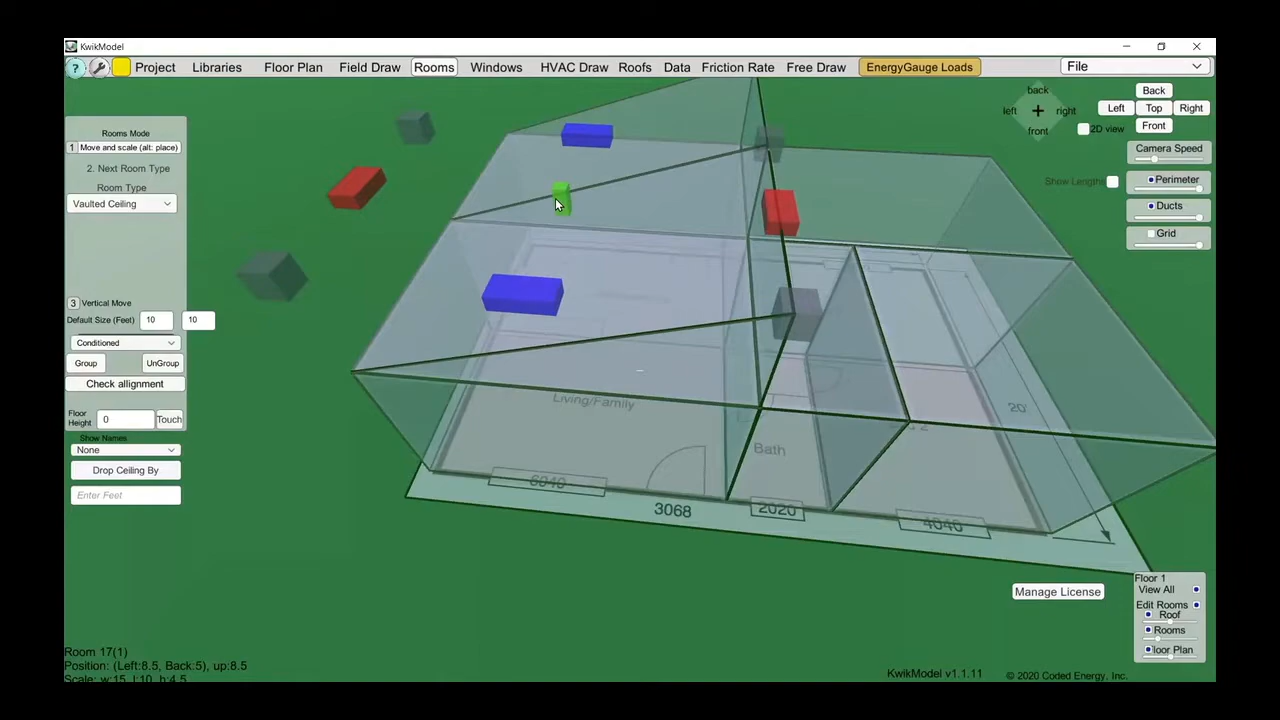 KwikModel
? Project Libraries Floor Plan Field Draw Rooms Windows HVAC Draw Roofs Data Friction Rate Free Draw EnergyGauge Loads File
back
left right
front
Back
Left Top Right
Front
2D view
Camera Speed
Show Lengths
Perimeter
Ducts
Grid
Rooms Mode
1 Move and scale (alt: place)
2. Next Room Type
Room Type
Vaulted Ceiling
3 Vertical Move
Default Size (Feet) 10 10
Conditioned
Group UnGroup
Check allignment
Floor Height 0 Touch
Show Names
None
Drop Ceiling By
Enter Feet
Living/Family
Bath
20'
6040
3068
2020
4040
Manage License
Floor 1
View All
Edit Rooms
Roof
Rooms
Floor Plan
Room 17(1)
Position: (Left:8.5, Back:5), up:8.5
Scale: w:15, l:10, h:4.5
KwikModel v1.1.11
© 2020 Coded Energy, Inc.